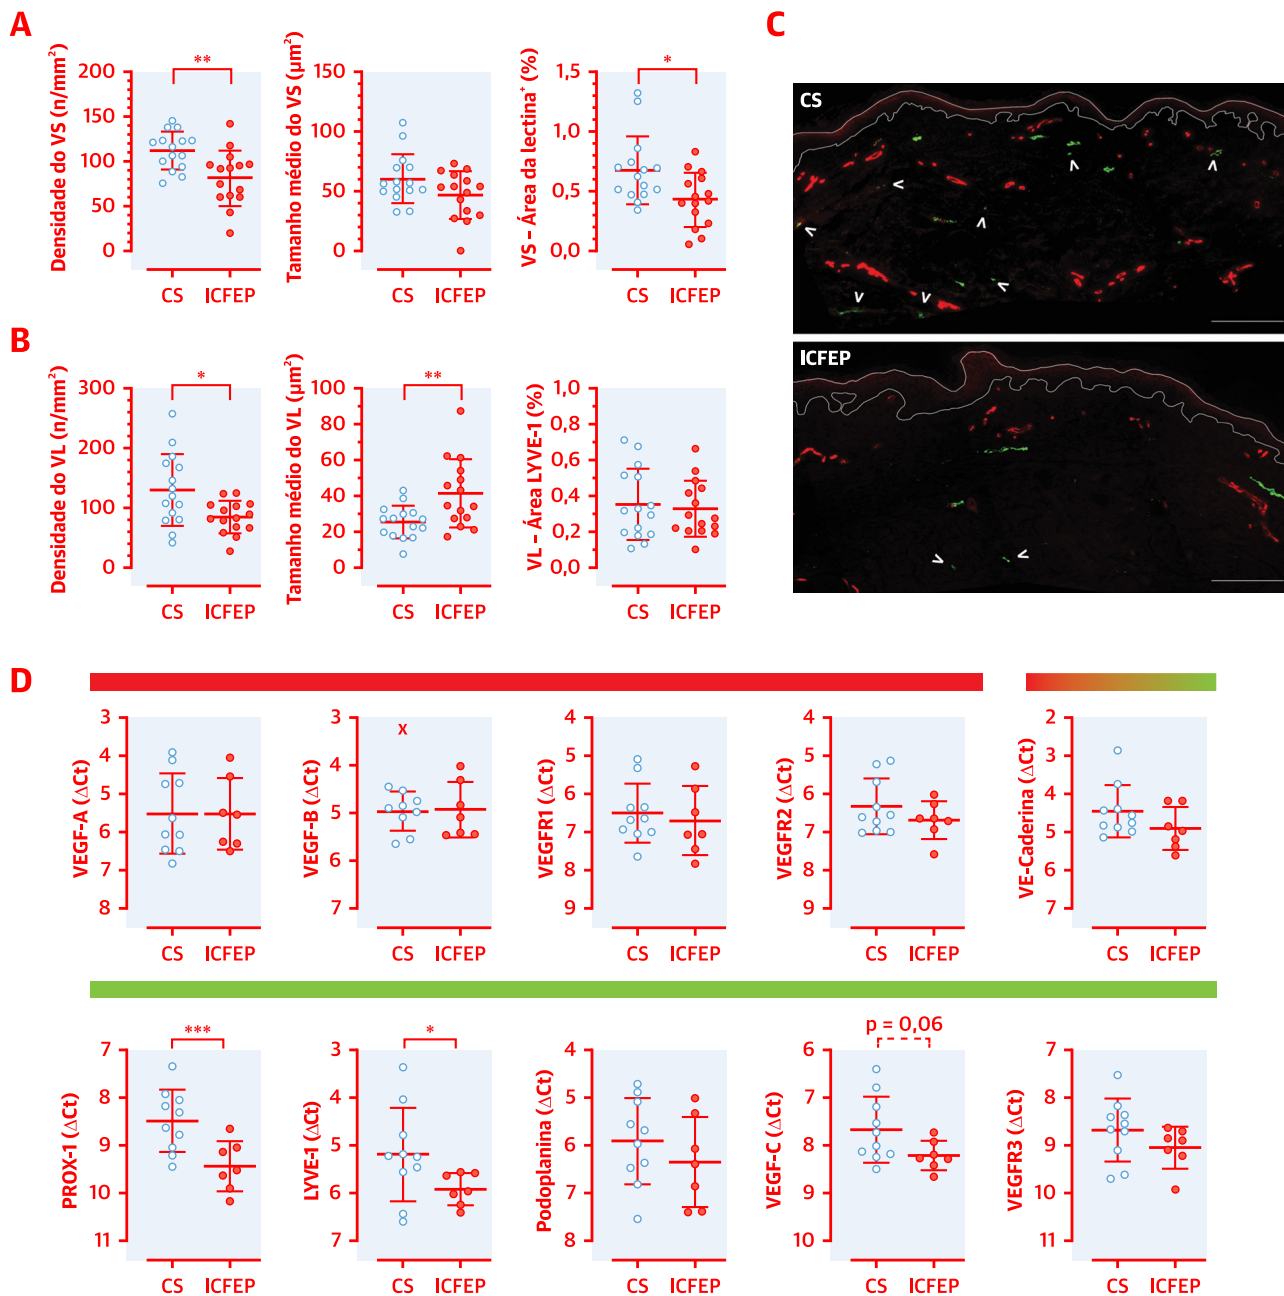 A
Densidade do VS (n/mm²)
200
150
100
50
0
**
CS
ICFEP
Tamanho médio do VS (µm²)
150
100
50
0
CS
ICFEP
VS – Área da lectina⁺ (%)
1,5
1,0
0,5
0,0
*
CS
ICFEP
B
Densidade do VL (n/mm²)
300
200
100
0
*
CS
ICFEP
Tamanho médio do VL (µm²)
100
80
60
40
20
0
**
CS
ICFEP
VL – Área LYVE-1 (%)
1,0
0,8
0,6
0,4
0,2
0,0
CS
ICFEP
C
CS
ICFEP
D
VEGF-A (ΔCt)
3
4
5
6
7
8
CS
ICFEP
VEGF-B (ΔCt)
3
4
5
6
7
x
CS
ICFEP
VEGFR1 (ΔCt)
4
5
6
7
8
9
CS
ICFEP
VEGFR2 (ΔCt)
4
5
6
7
8
9
CS
ICFEP
VE-Caderina (ΔCt)
2
3
4
5
6
7
CS
ICFEP
PROX-1 (ΔCt)
7
8
9
10
11
***
CS
ICFEP
LYVE-1 (ΔCt)
3
4
5
6
7
*
CS
ICFEP
Podoplanina (ΔCt)
4
5
6
7
8
CS
ICFEP
VEGF-C (ΔCt)
6
7
8
9
10
p = 0,06
CS
ICFEP
VEGFR3 (ΔCt)
7
8
9
10
11
CS
ICFEP